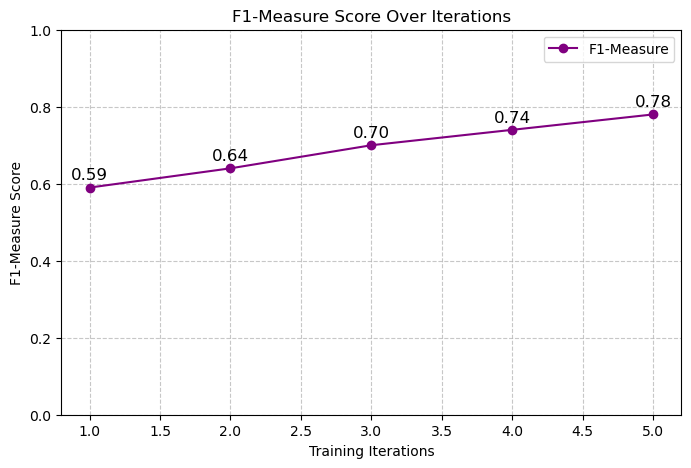 F1-Measure Score Over Iterations
F1-Measure
1.0
0.8
0.6
0.4
0.2
0.0
F1-Measure Score
0.59
0.64
0.70
0.74
0.78
1.0 1.5 2.0 2.5 3.0 3.5 4.0 4.5 5.0
Training Iterations